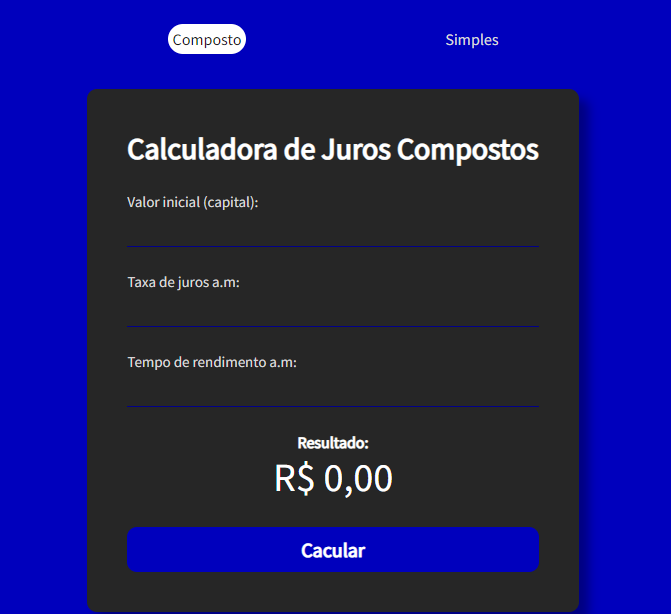 Composto
Simples
Calculadora de Juros Compostos
Valor inicial (capital):
Taxa de juros a.m:
Tempo de rendimento a.m:
Resultado:
R$ 0,00
Cacular